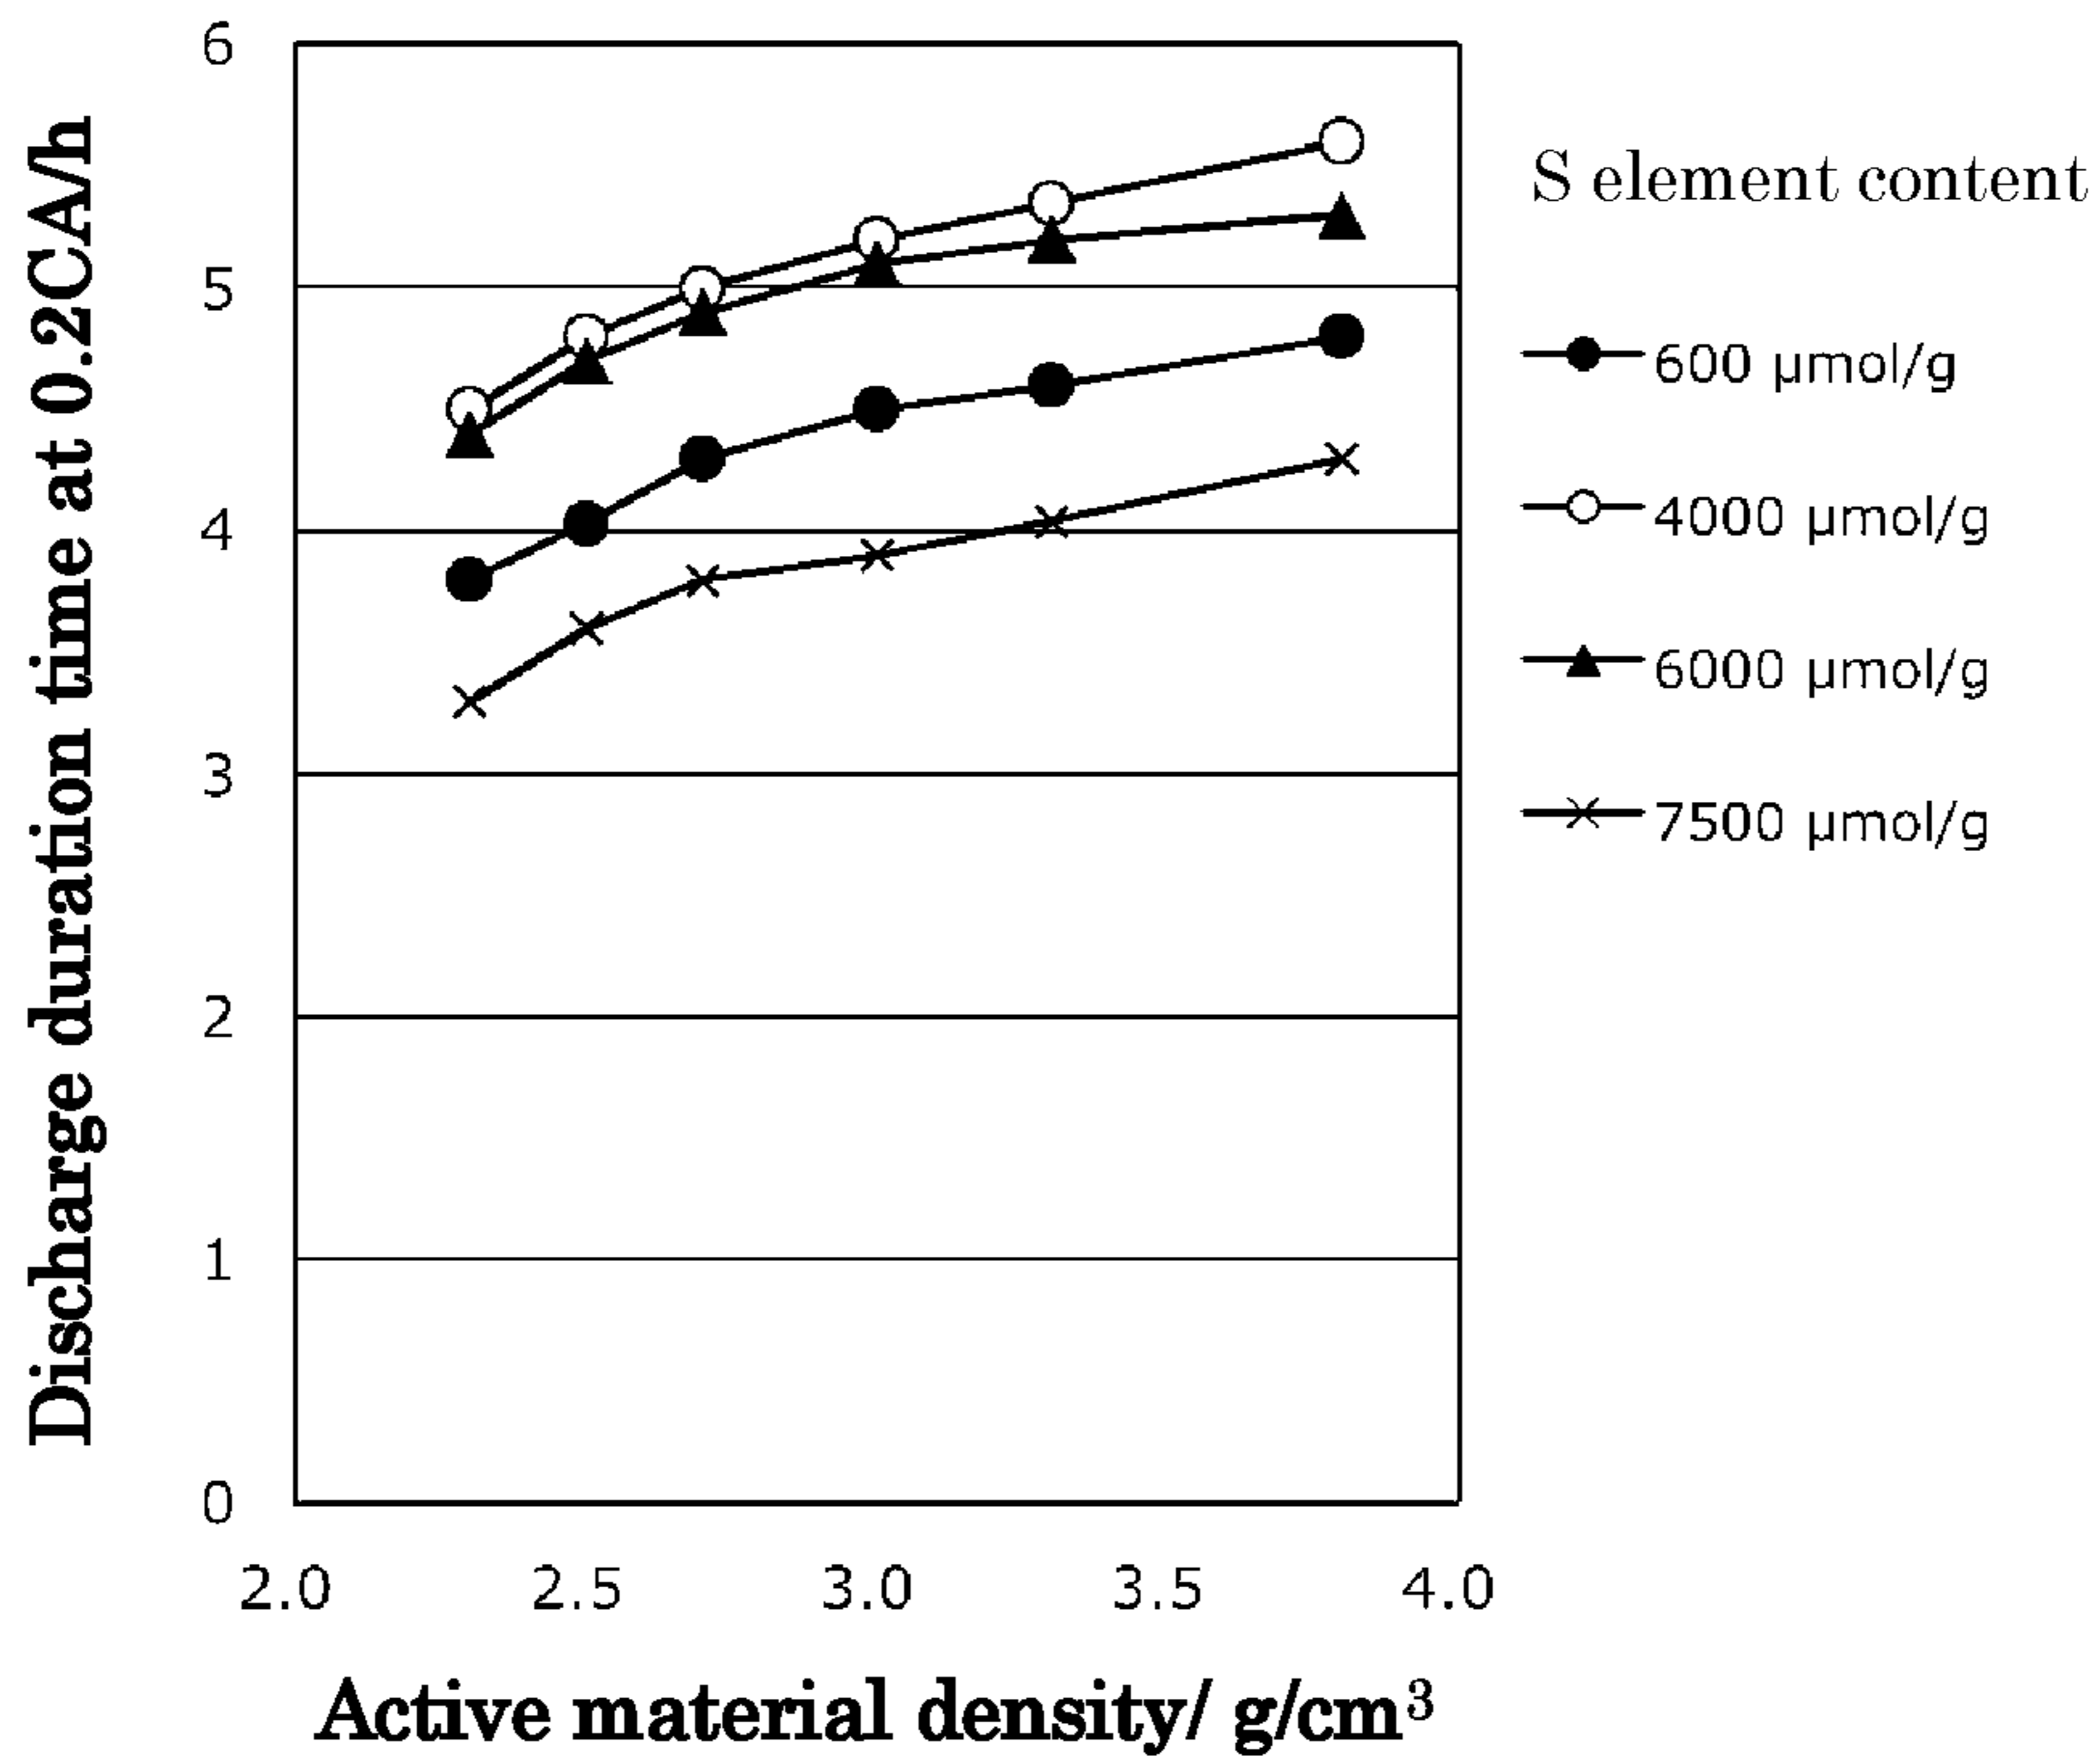 Discharge duration time at 0.2CA/h
6
5
4
3
2
1
0
2.0 2.5 3.0 3.5 4.0
Active material density/ g/cm³
S element content
600 µmol/g
4000 µmol/g
6000 µmol/g
7500 µmol/g